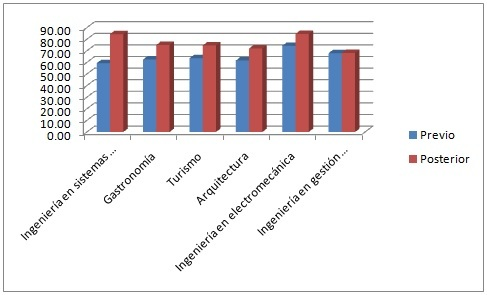 90.00
80.00
70.00
60.00
50.00
40.00
30.00
20.00
10.00
0.00
Ingeniería en sistemas...
Gastronomía
Turismo
Arquitectura
Ingeniería en electromecánica
Ingeniería en gestión...
Previo
Posterior